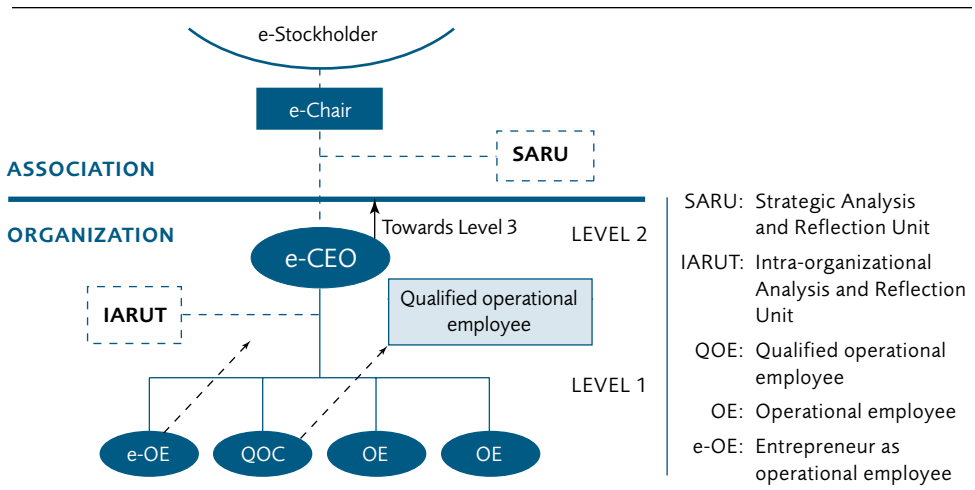 e-Stockholder
e-Chair
SARU
ASSOCIATION
ORGANIZATION
Towards Level 3
LEVEL 2
e-CEO
IARUT
Qualified operational
employee
LEVEL 1
e-OE
QOC
OE
OE
SARU: Strategic Analysis
and Reflection Unit
IARUT: Intra-organizational
Analysis and Reflection
Unit
QOE: Qualified operational
employee
OE: Operational employee
e-OE: Entrepreneur as
operational employee